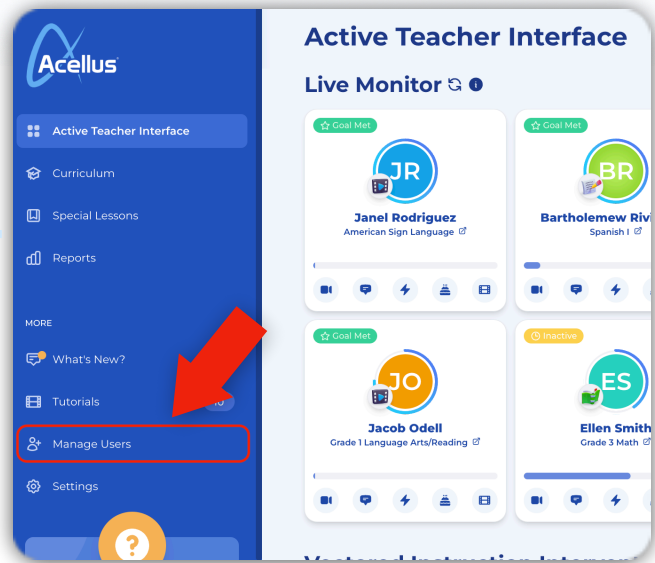 Acellus
Active Teacher Interface
Curriculum
Special Lessons
Reports
MORE
What's New?
Tutorials
10
Manage Users
Settings
?
Active Teacher Interface
Live Monitor
Goal Met
JR
Janel Rodriguez
American Sign Language
Goal Met
BR
Bartholemew Rivi
Spanish I
Goal Met
JO
Jacob Odell
Grade 1 Language Arts/Reading
Inactive
ES
Ellen Smith
Grade 3 Math